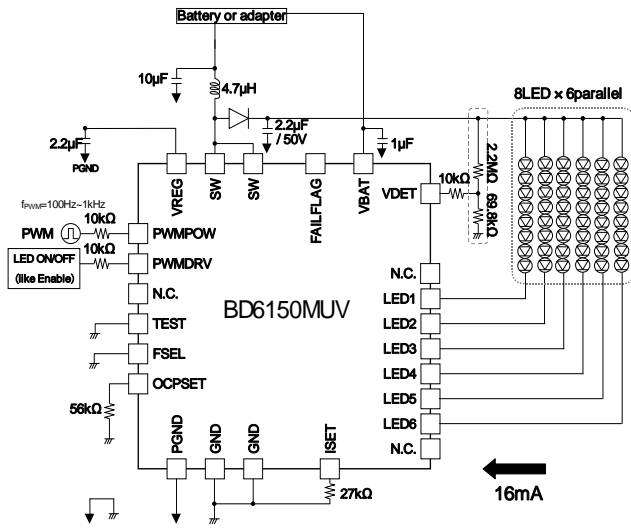 Battery or adapter
10µF
4.7µH
8LED × 6parallel
2.2µF
/ 50V
2.2µF
PGND
1µF
2.2MΩ
69.8kΩ
10kΩ
VREG
SW
SW
FAILFLAG
VBAT
VDET
fPWM=100Hz~1kHz
PWM
10kΩ
PWMPOW
LED ON/OFF
(like Enable)
10kΩ
PWMDRV
N.C.
TEST
FSEL
OCPSET
56kΩ
BD6150MUV
N.C.
LED1
LED2
LED3
LED4
LED5
LED6
N.C.
PGND
GND
GND
ISET
27kΩ
16mA